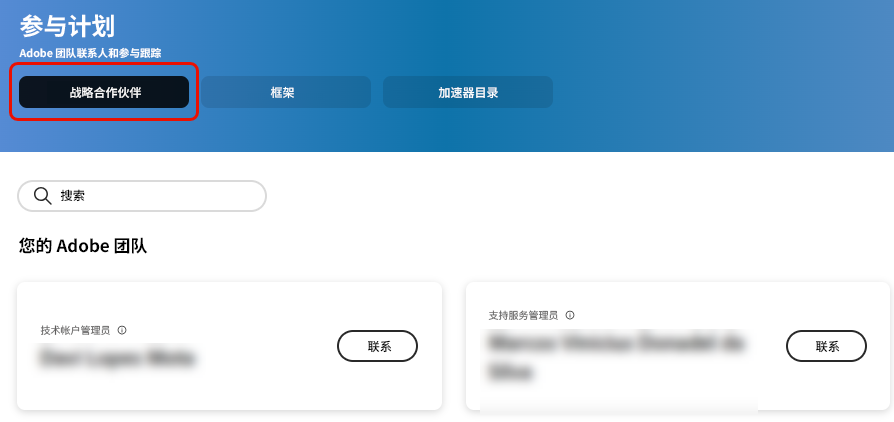 参与计划
Adobe 团队联系人和参与跟踪
战略合作伙伴
框架
加速器目录
搜索
您的 Adobe 团队
技术帐户管理员
联系
支持服务管理员
联系